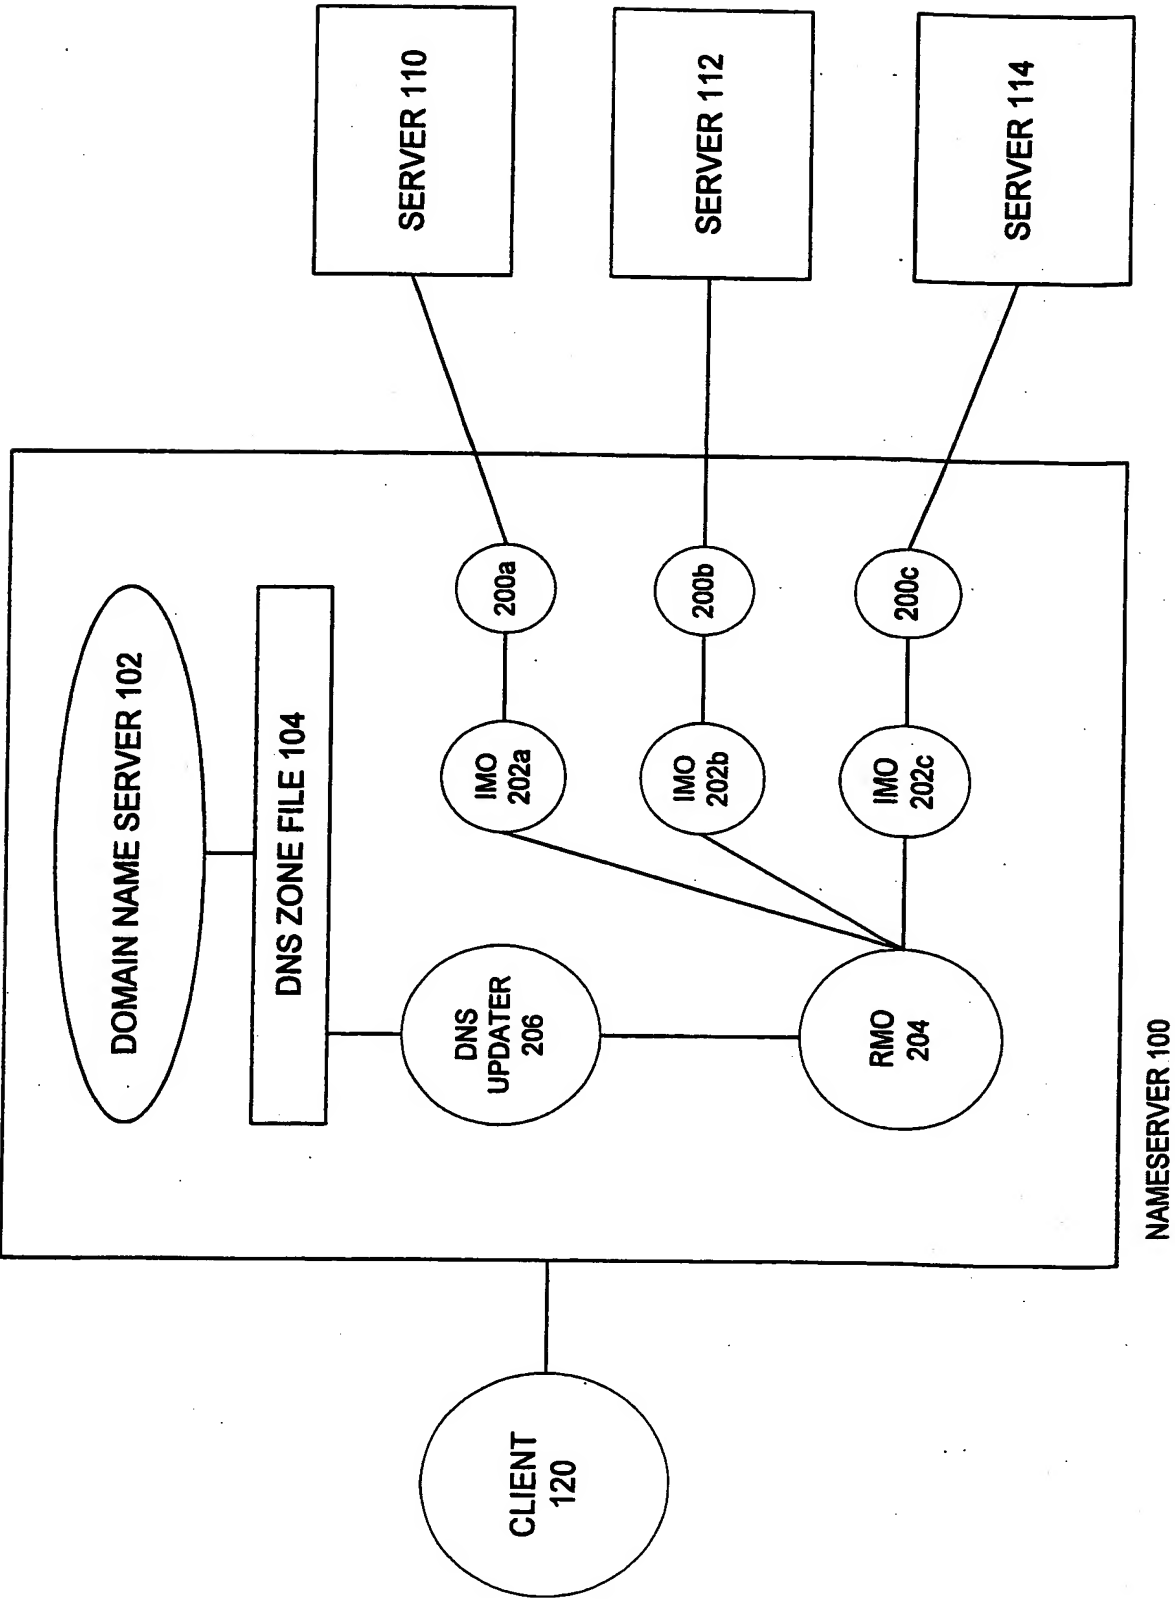 DOMAIN NAME SERVER 102
DNS ZONE FILE 104
DNS
UPDATER
206
RMO
204
IMO
202a
IMO
202b
IMO
202c
200a
200b
200c
SERVER 110
SERVER 112
SERVER 114
CLIENT
120
NAMESERVER 100